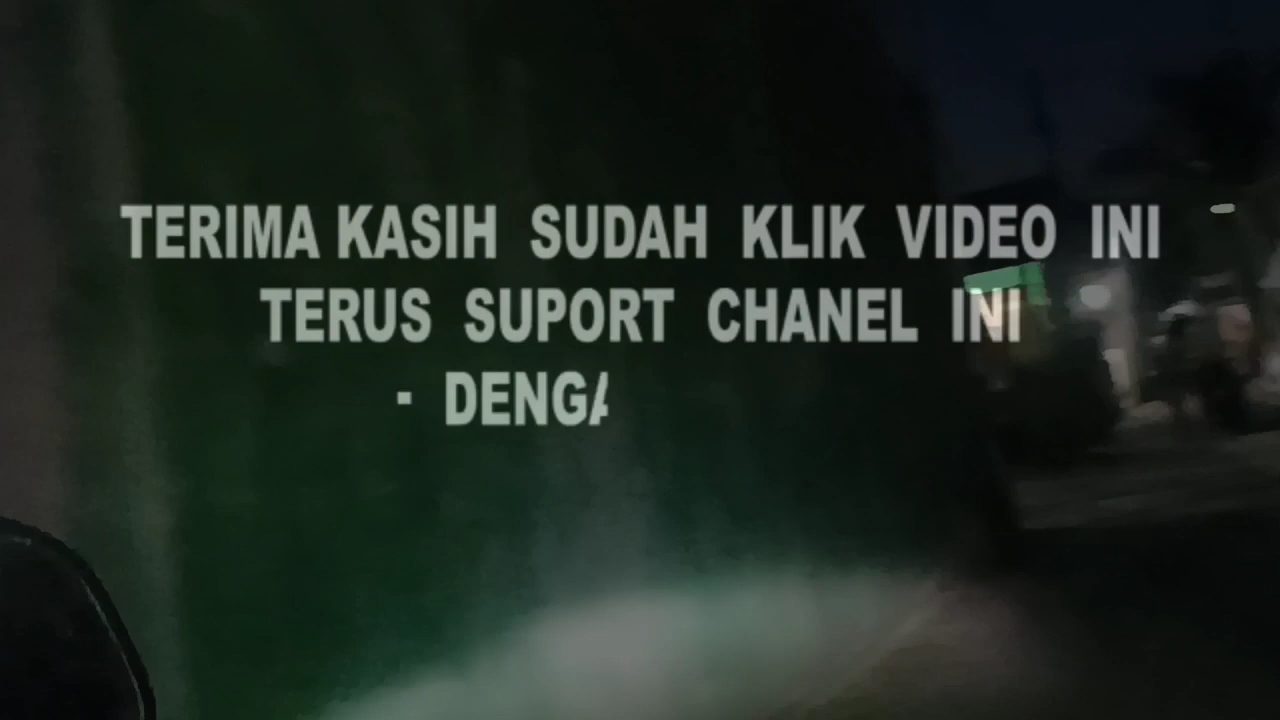 TERIMA KASIH SUDAH KLIK VIDEO INI
TERUS SUPORT CHANEL INI
-